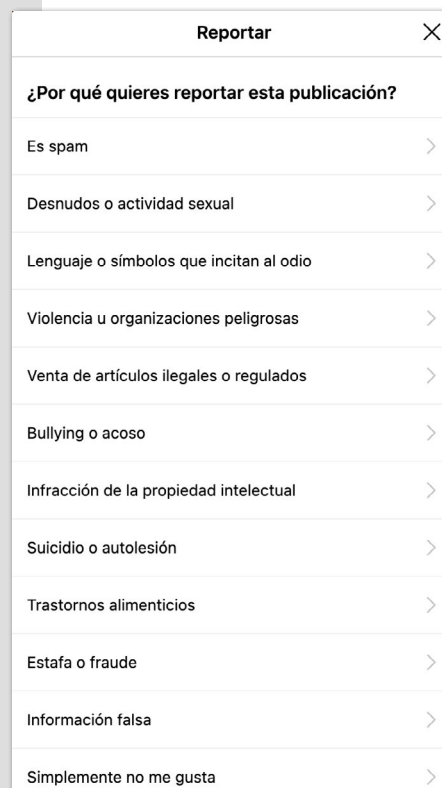 Reportar
¿Por qué quieres reportar esta publicación?
Es spam
Desnudos o actividad sexual
Lenguaje o símbolos que incitan al odio
Violencia u organizaciones peligrosas
Venta de artículos ilegales o regulados
Bullying o acoso
Infracción de la propiedad intelectual
Suicidio o autolesión
Trastornos alimenticios
Estafa o fraude
Información falsa
Simplemente no me gusta